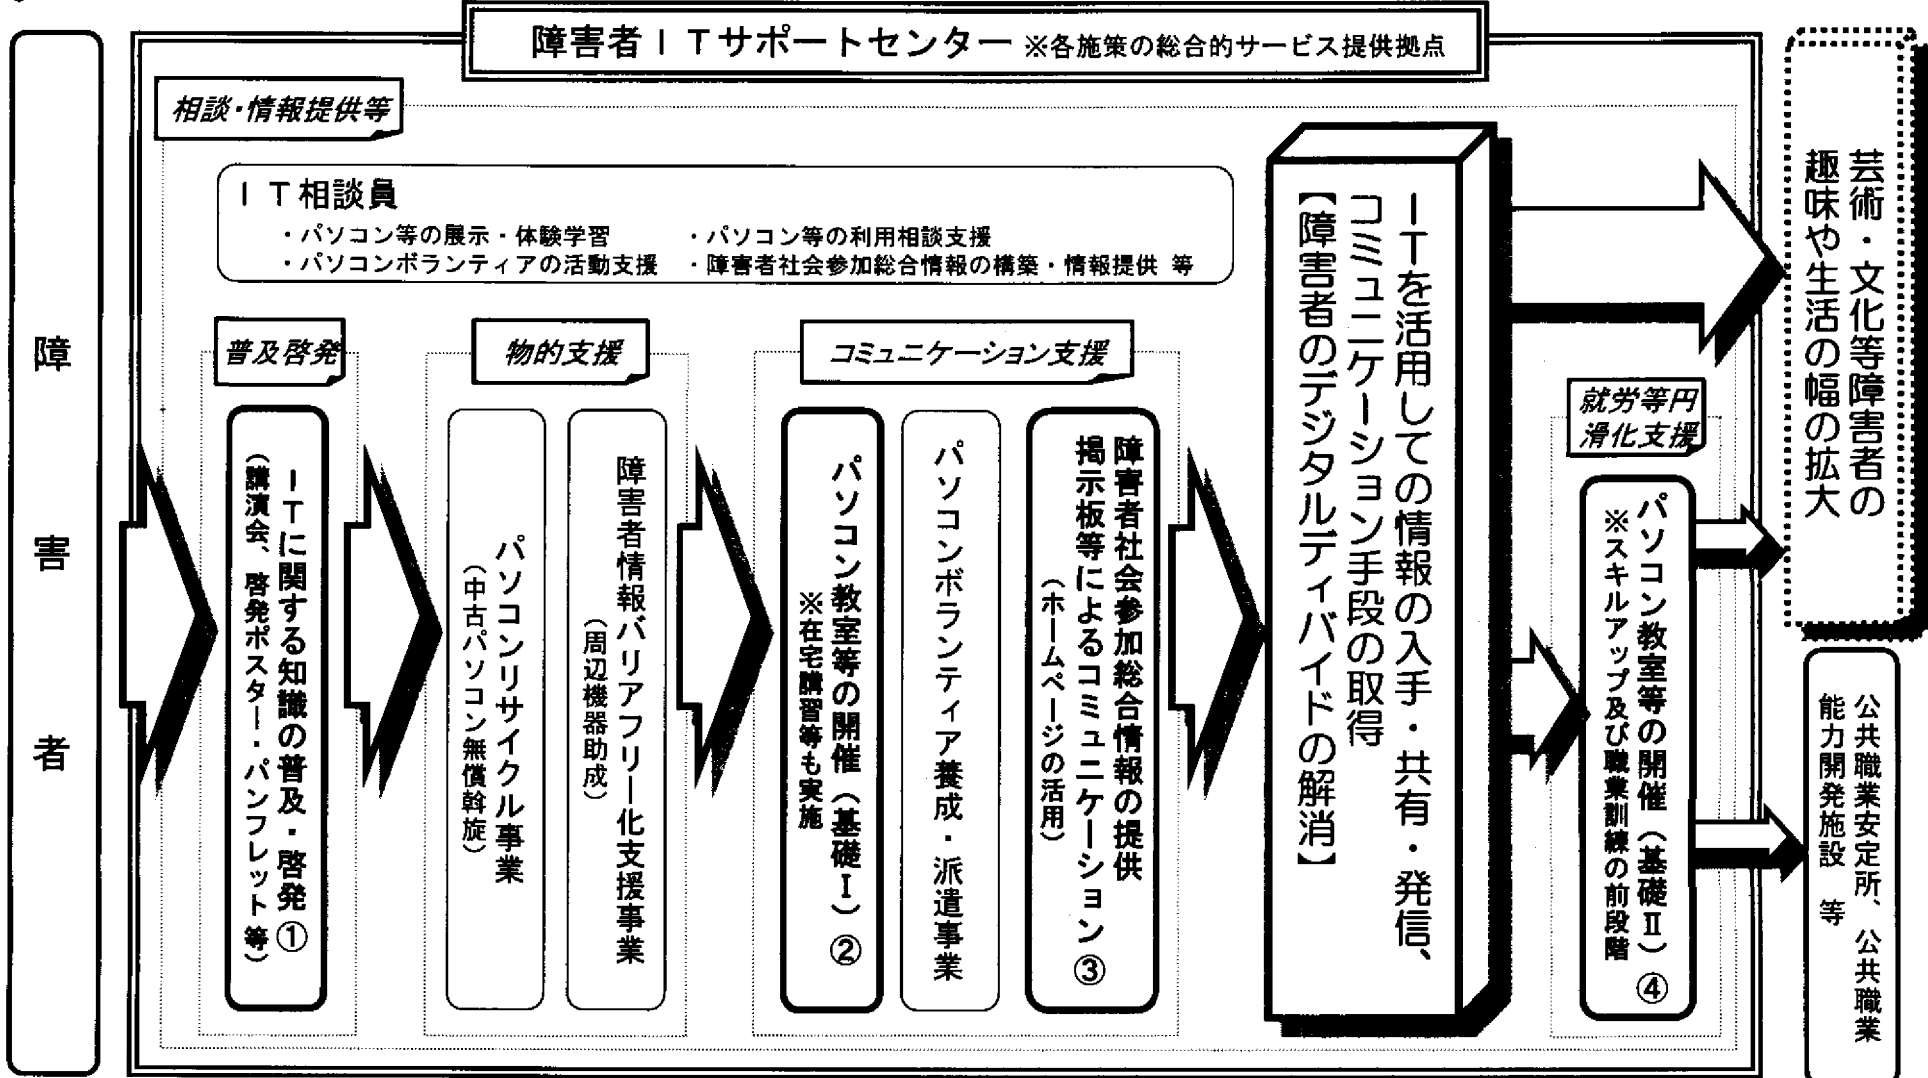 障害者ＩＴサポートセンター ※各施策の総合的サービス提供拠点
障害者
相談・情報提供等
ＩＴ相談員
・パソコン等の展示・体験学習
・パソコン等の利用相談支援
・パソコンボランティアの活動支援
・障害者社会参加総合情報の構築・情報提供 等
普及啓発
ＩＴに関する知識の普及・啓発①
（講演会、啓発ポスター・パンフレット等）
物的支援
パソコンリサイクル事業
（中古パソコン無償斡旋）
障害者情報バリアフリー化支援事業
（周辺機器助成）
コミュニケーション支援
パソコン教室等の開催（基礎Ⅰ）②
※在宅講習等も実施
パソコンボランティア養成・派遣事業
障害者社会参加総合情報の提供
掲示板等によるコミュニケーション③
（ホームページの活用）
ＩＴを活用しての情報の入手・共有・発信、
コミュニケーション手段の取得
【障害者のデジタルディバイドの解消】
就労等円
滑化支援
パソコン教室等の開催（基礎Ⅱ）④
※スキルアップ及び職業訓練の前段階
芸術・文化等障害者の
趣味や生活の幅の拡大
公共職業安定所、公共職業
能力開発施設 等